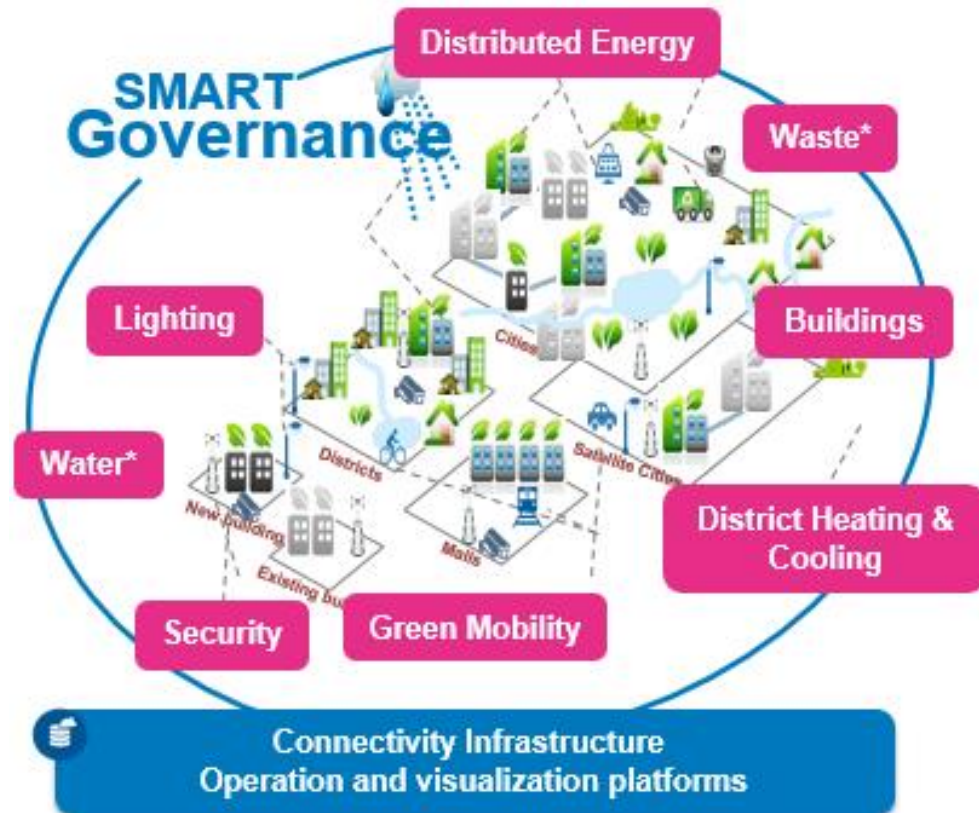 Distributed Energy
SMART
Governance
Waste*
Lighting
Buildings
Cities
Water*
Districts
Satellite Cities
New building
Malls
District Heating &
Cooling
Existing
Security
Green Mobility
Connectivity Infrastructure
Operation and visualization platforms